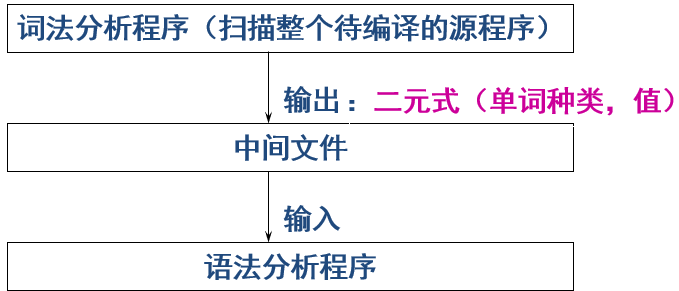 词法分析程序（扫描整个待编译的源程序）
输出：二元式（单词种类，值）
中间文件
输入
语法分析程序